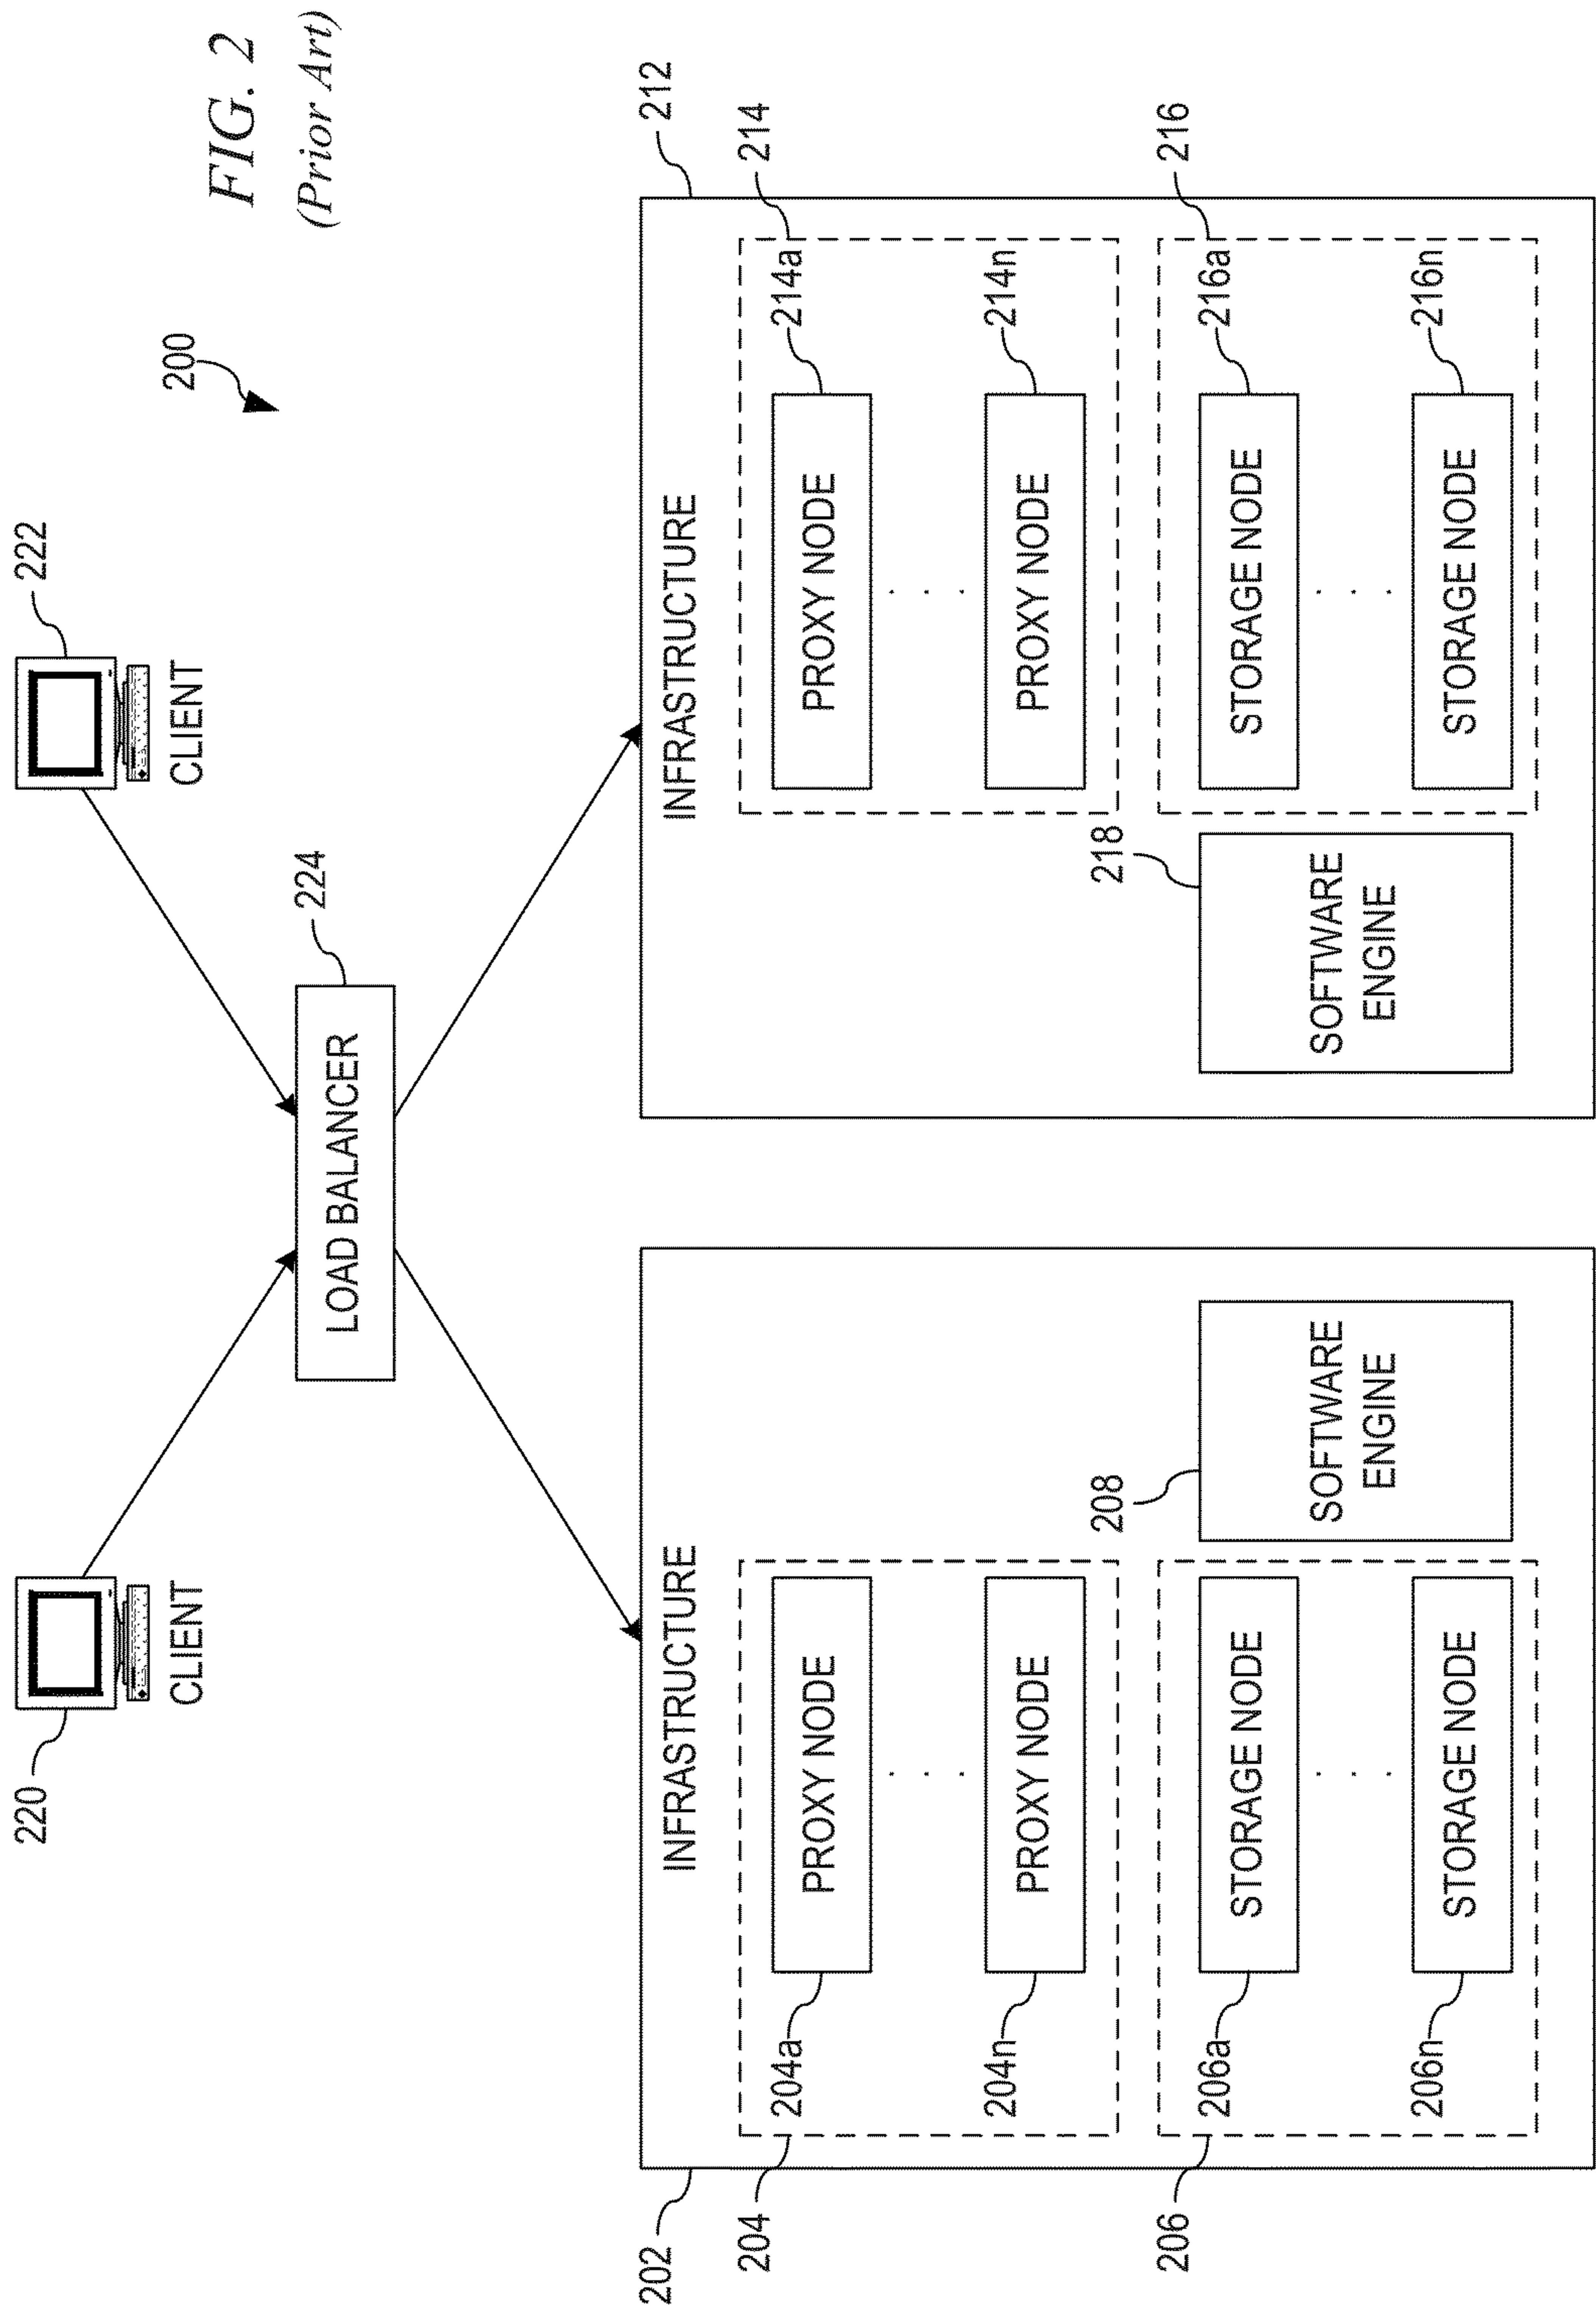 FIG. 2
(Prior Art)
200
220
CLIENT
222
CLIENT
LOAD BALANCER
224
202
INFRASTRUCTURE
204
204a
PROXY NODE
. . .
204n
PROXY NODE
206
206a
STORAGE NODE
. . .
206n
STORAGE NODE
208
SOFTWARE
ENGINE
212
INFRASTRUCTURE
214
214a
PROXY NODE
. . .
214n
PROXY NODE
216
216a
STORAGE NODE
. . .
216n
STORAGE NODE
218
SOFTWARE
ENGINE